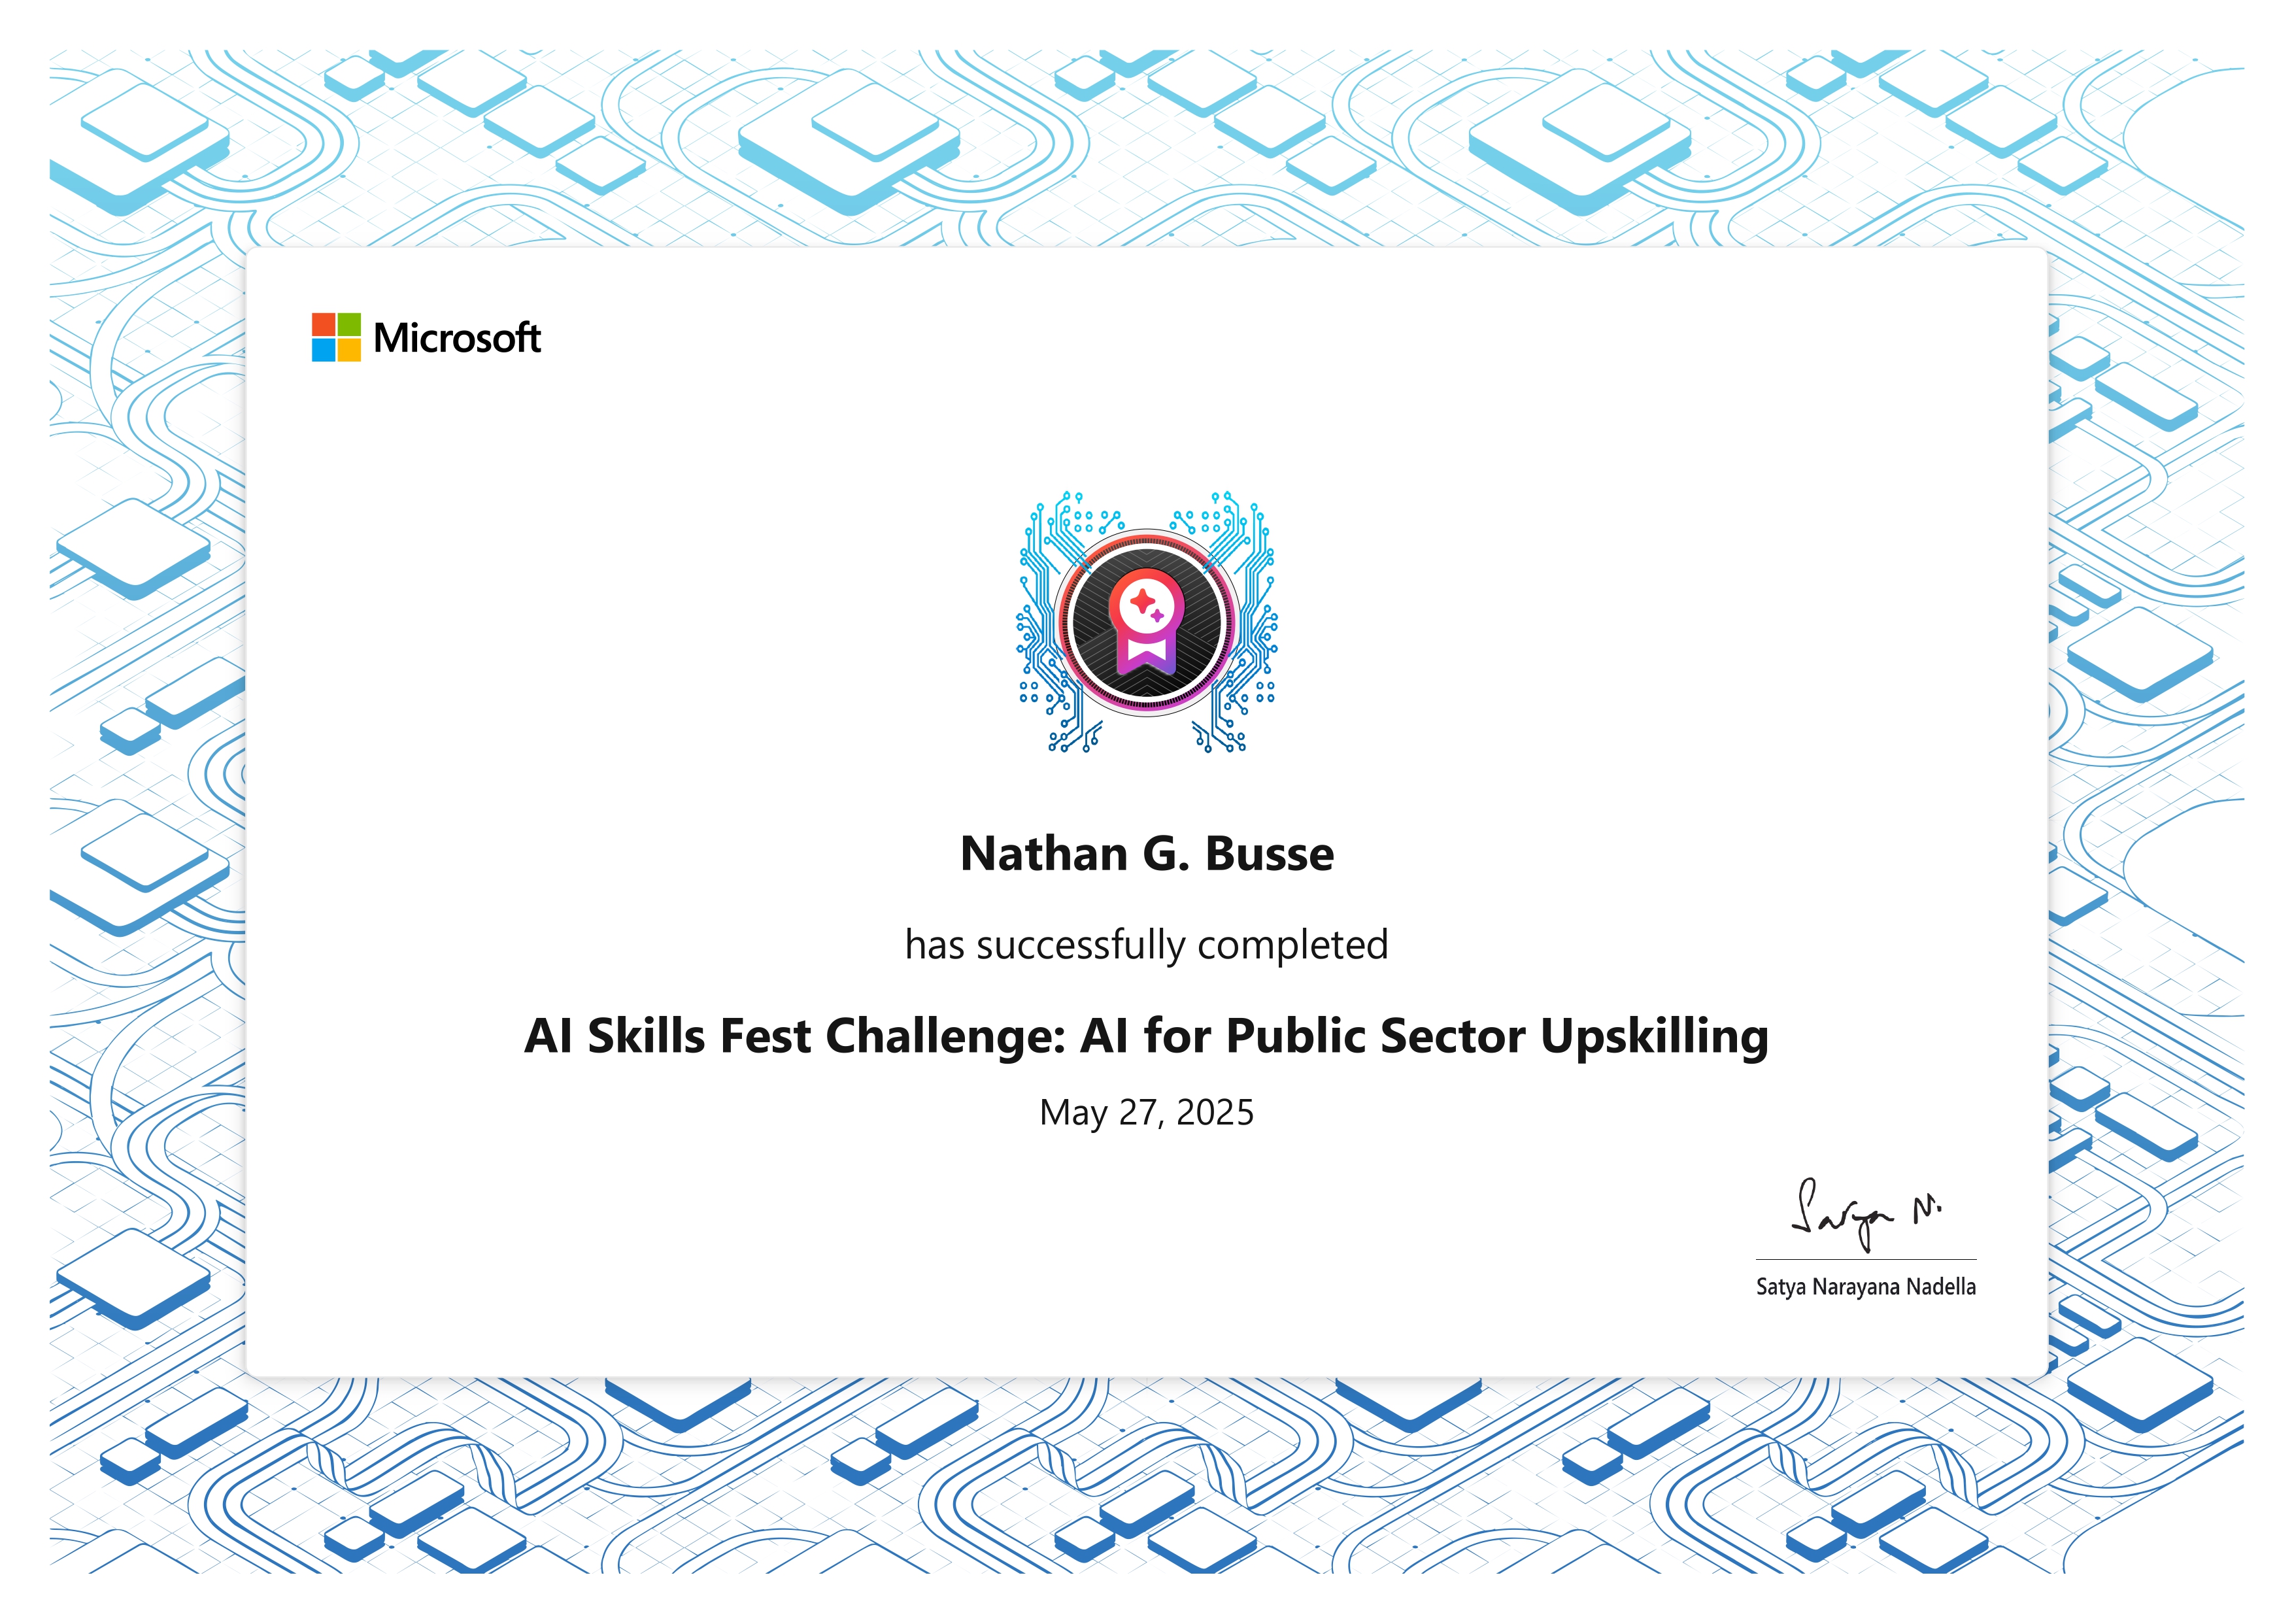 Microsoft
Nathan G. Busse
has successfully completed
AI Skills Fest Challenge: AI for Public Sector Upskilling
May 27, 2025
Satya N.
Satya Narayana Nadella